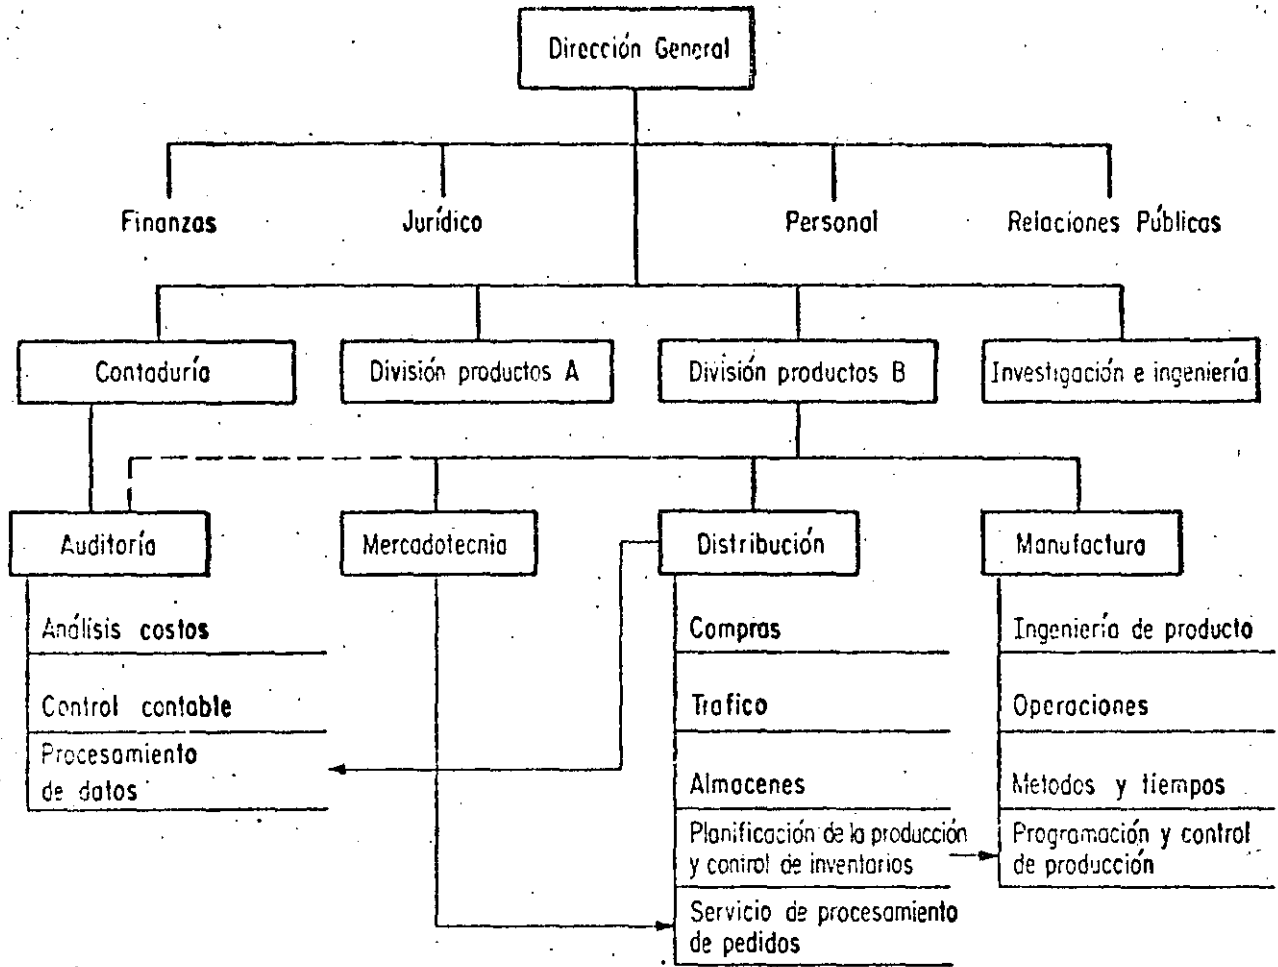 Dirección General
Finanzas
Jurídico
Personal
Relaciones Públicas
Contaduría
División productos A
División productos B
Investigación e ingeniería
Auditoría
Mercadotecnia
Distribución
Manufactura
Análisis costos
Control contable
Procesamiento
de datos
Compras
Trafico
Almacenes
Planificación de la producción
y control de inventarios
Servicio de procesamiento
de pedidos
Ingeniería de producto
Operaciones
Metodos y tiempos
Programación y control
de producción